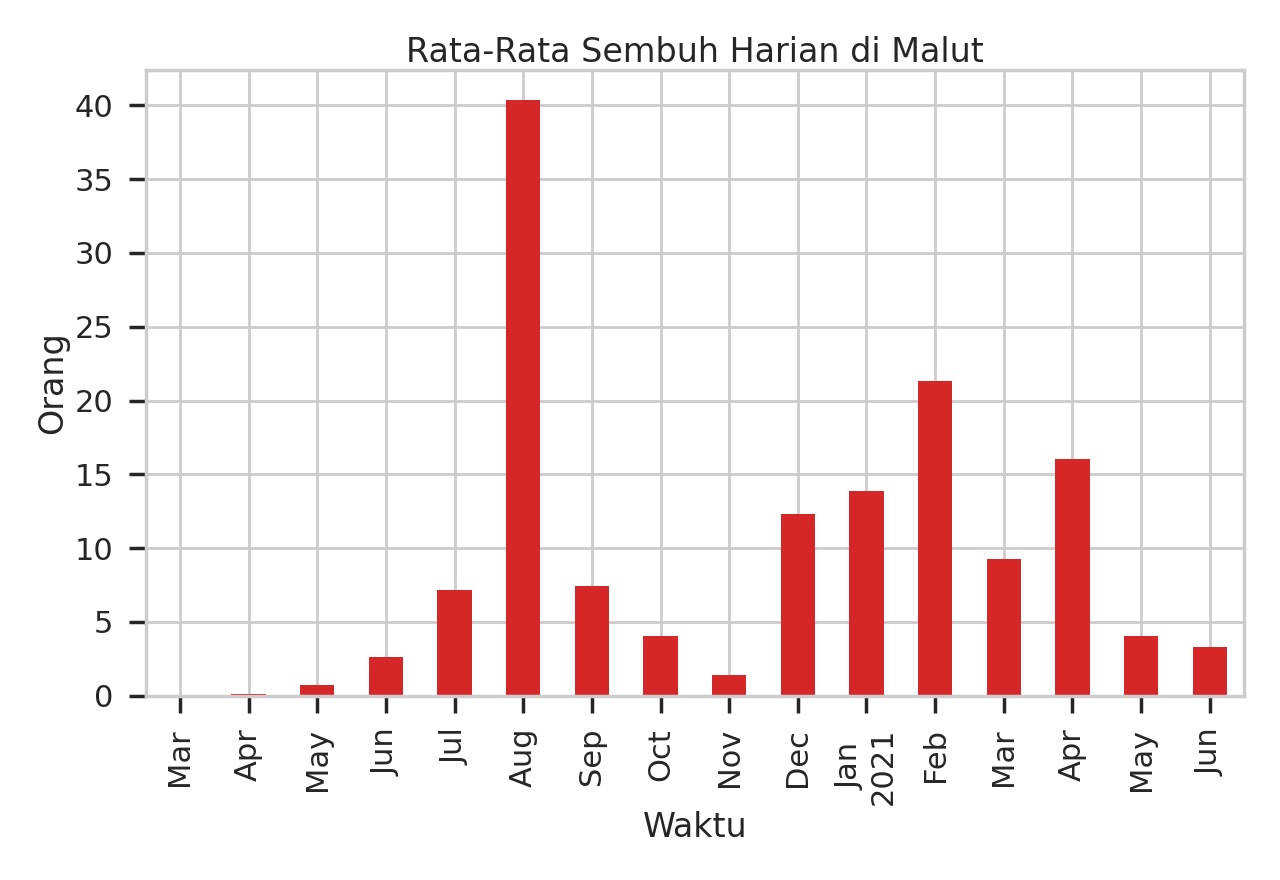 Rata-Rata Sembuh Harian di Malut
Orang
40
35
30
25
20
15
10
5
0
Mar
Apr
May
Jun
Jul
Aug
Sep
Oct
Nov
Dec
Jan
2021
Feb
Mar
Apr
May
Jun
Waktu